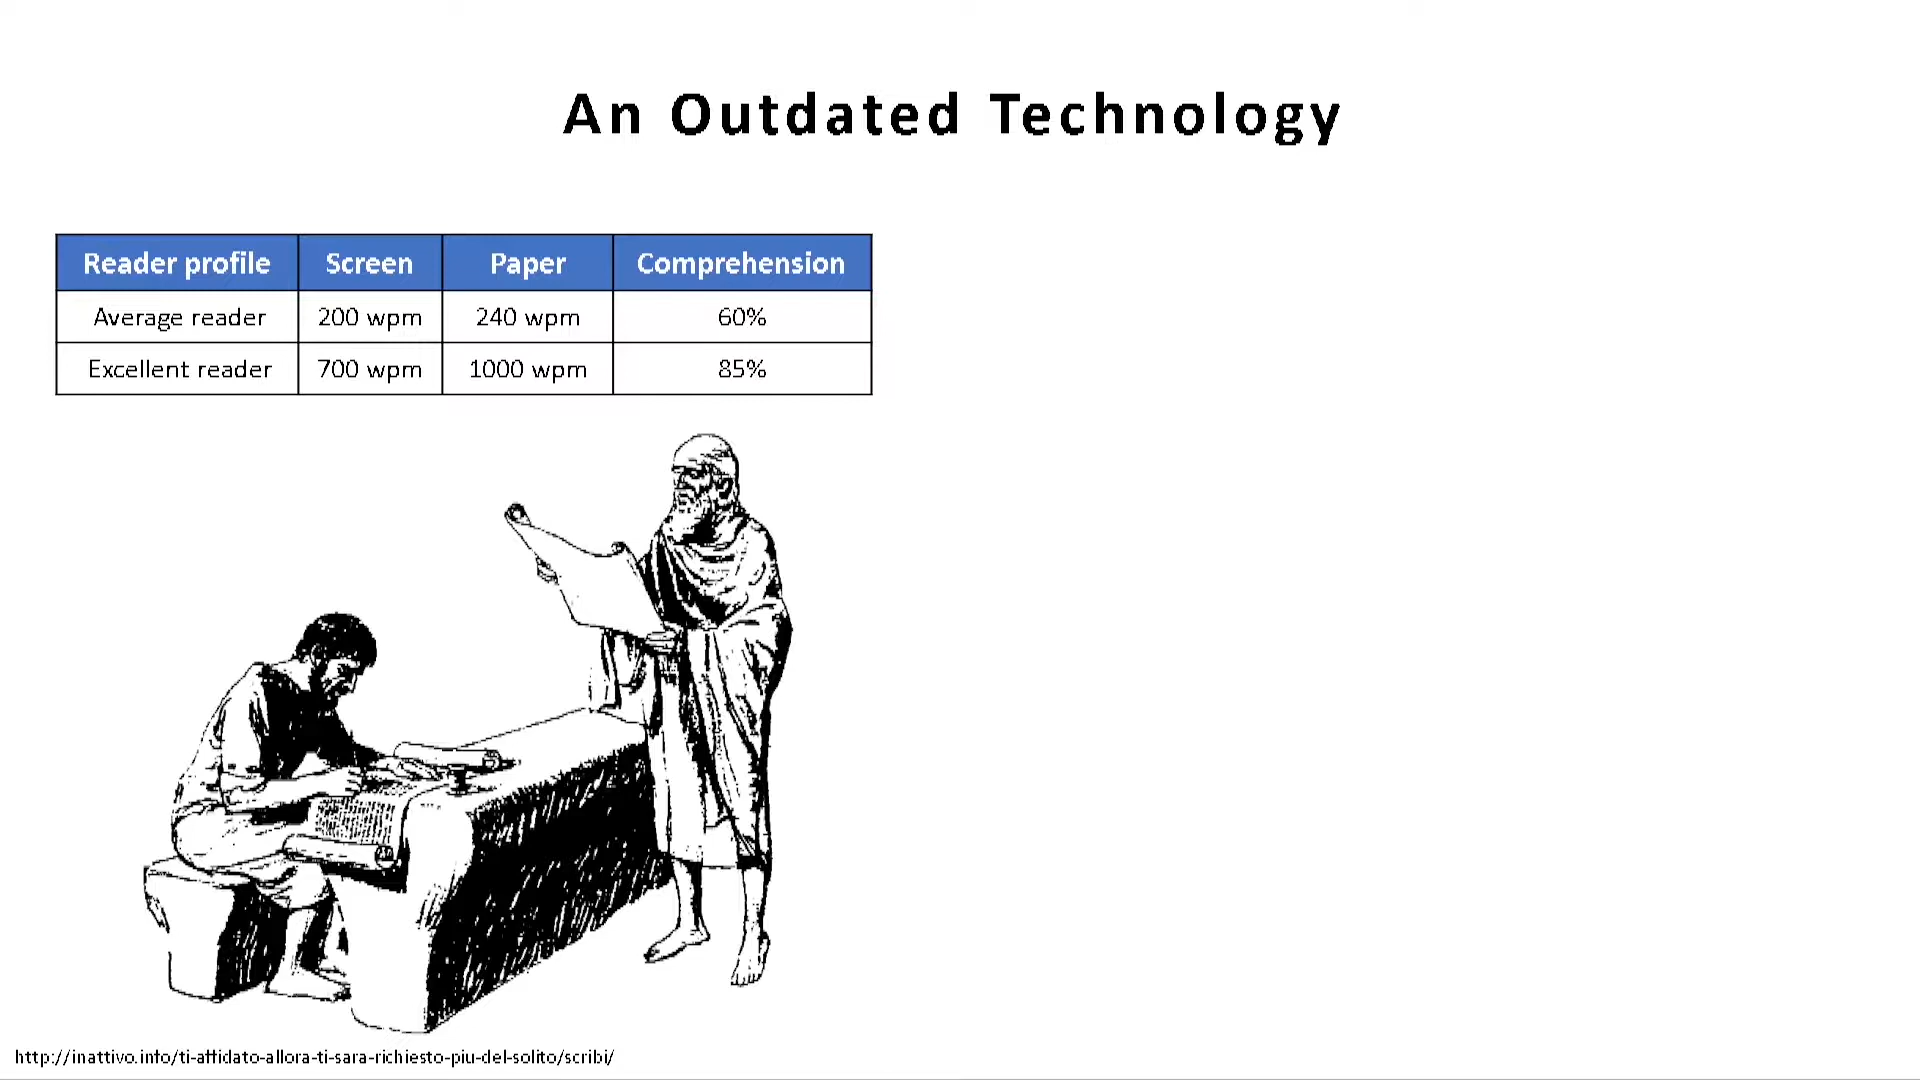 An Outdated Technology
Reader profile Screen Paper Comprehension
Average reader 200 wpm 240 wpm 60%
Excellent reader 700 wpm 1000 wpm 85%
http://inattivo.info/ti-affidato-allora-ti-sara-richiesto-piu-del-solito/scribi/